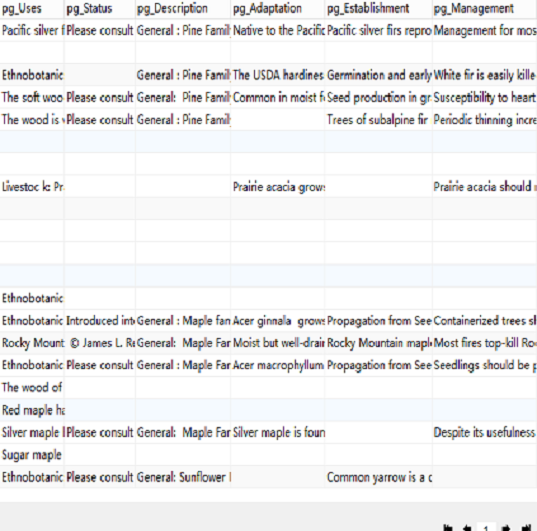 pg_Uses pg_Status pg_Description pg_Adaptation pg_Establishment pg_Management
Pacific silver f Please consult General : Pine Famil Native to the Pacific Pacific silver firs repro Management for mos
Ethnobotanic General : Pine Famil The USDA hardines Germination and early White fir is easily kille
The soft woo Please consult General : Pine Famil Common in moist f Seed production in gr Susceptibility to heart
The wood is Please consult General : Pine Famil Trees of subalpine fir Periodic thinning incre
Livestoc k: Pr Prairie acacia grows Prairie acacia should
Ethnobotanic
Ethnobotanic Introduced int General : Maple fan Acer ginnala grows Propagation from See Containerized trees sl
Rocky Mount © James L. Re General: Maple Far Moist but well-drai Rocky Mountain maple Most fires top-kill Ro
Ethnobotanic Please consult General : Maple Far Acer macrophyllum Propagation from See Seedlings should be p
The wood of
Red maple ha
Silver maple Please consult General: Maple Far Silver maple is foun Despite its usefulness
Sugar maple
Ethnobotanic Please consult General: Sunflower Common yarrow is a c
1